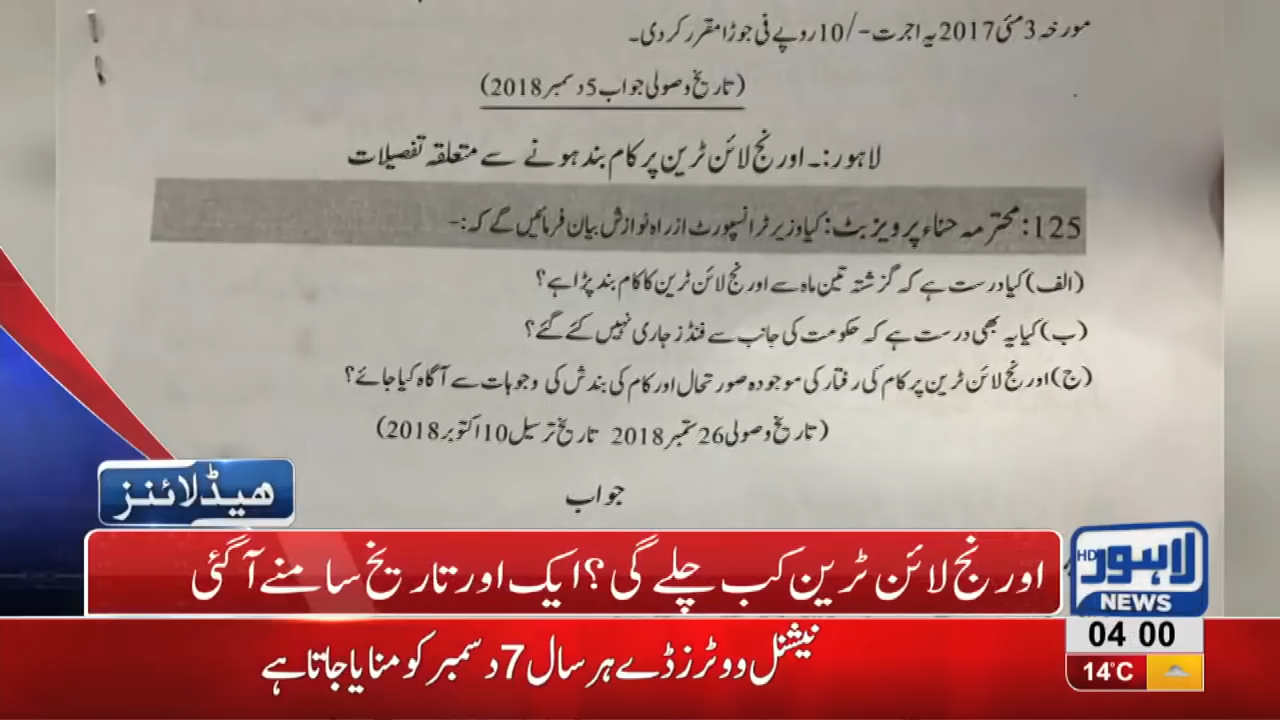 مورخہ 3 مئی 2017 یہ اجرت -/10 روپے فی جوڑا مقرر کر دی۔
(تاریخ وصولی جواب 5 دسمبر 2018)
لاہور:۔ اورنج لائن ٹرین پر کام بند ہونے سے متعلقہ تفصیلات
125: محترمہ حناء پرویز بٹ: کیا وزیر ٹرانسپورٹ ازراہ نوازش بیان فرمائیں گے کہ:-
(الف) کیا درست ہے کہ گزشتہ تین ماہ سے اورنج لائن ٹرین کا کام بند پڑا ہے؟
(ب) کیا یہ بھی درست ہے کہ حکومت کی جانب سے فنڈز جاری نہیں کئے گئے؟
(ج) اورنج لائن ٹرین پر کام کی رفتار کی موجودہ صورتحال اور کام کی بندش کی وجوہات سے آگاہ کیا جائے؟
(تاریخ وصولی 26 ستمبر 2018 تاریخ ترسیل 10 اکتوبر 2018)
جواب
ھیڈلائنز
اورنج لائن ٹرین کب چلے گی؟ ایک اور تاریخ سامنے آ گئی
لاہور HD
NEWS
نیشنل ووٹرز ڈے ہر سال 7 دسمبر کو منایا جاتا ہے
04 00
14°C